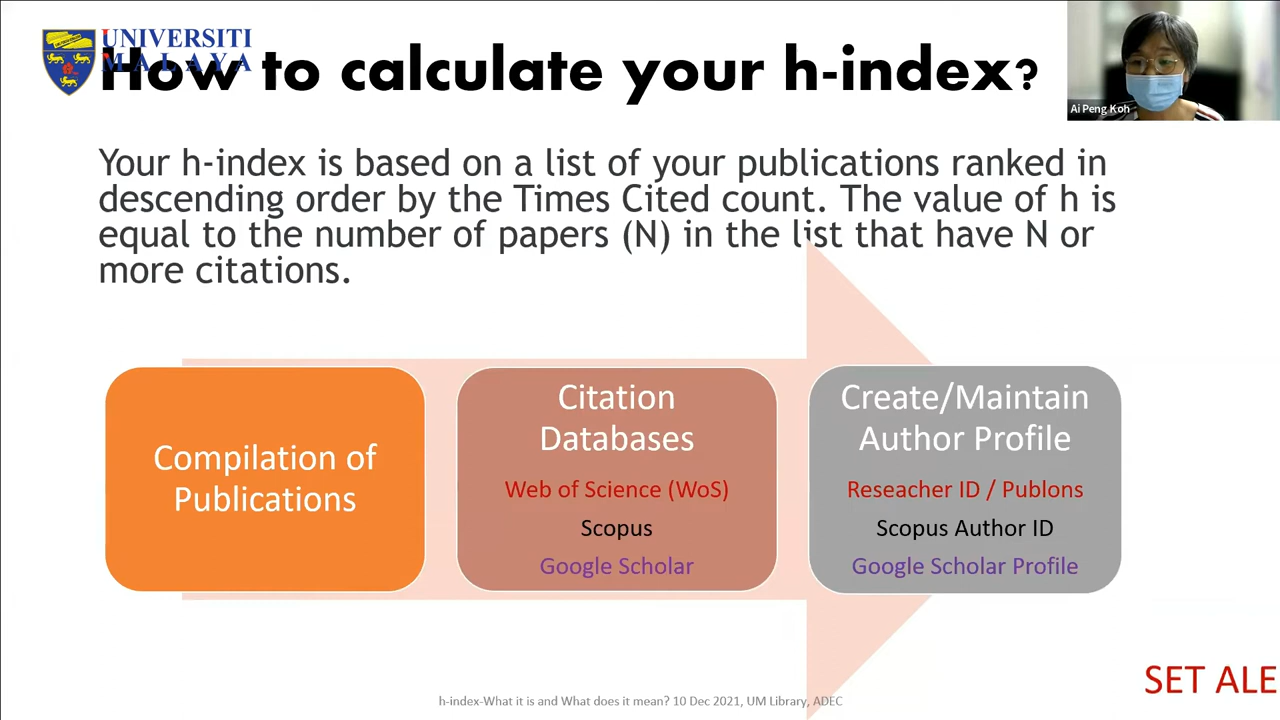 UNIVERSITI
MALAYA
How to calculate your h-index?
Ai Peng Koh
Your h-index is based on a list of your publications ranked in
descending order by the Times Cited count. The value of h is
equal to the number of papers (N) in the list that have N or
more citations.
Compilation of
Publications
Citation
Databases
Web of Science (WoS)
Scopus
Google Scholar
Create/Maintain
Author Profile
Reseacher ID / Publons
Scopus Author ID
Google Scholar Profile
SET ALE
h-index-What it is and What does it mean? 10 Dec 2021, UM Library, ADEC